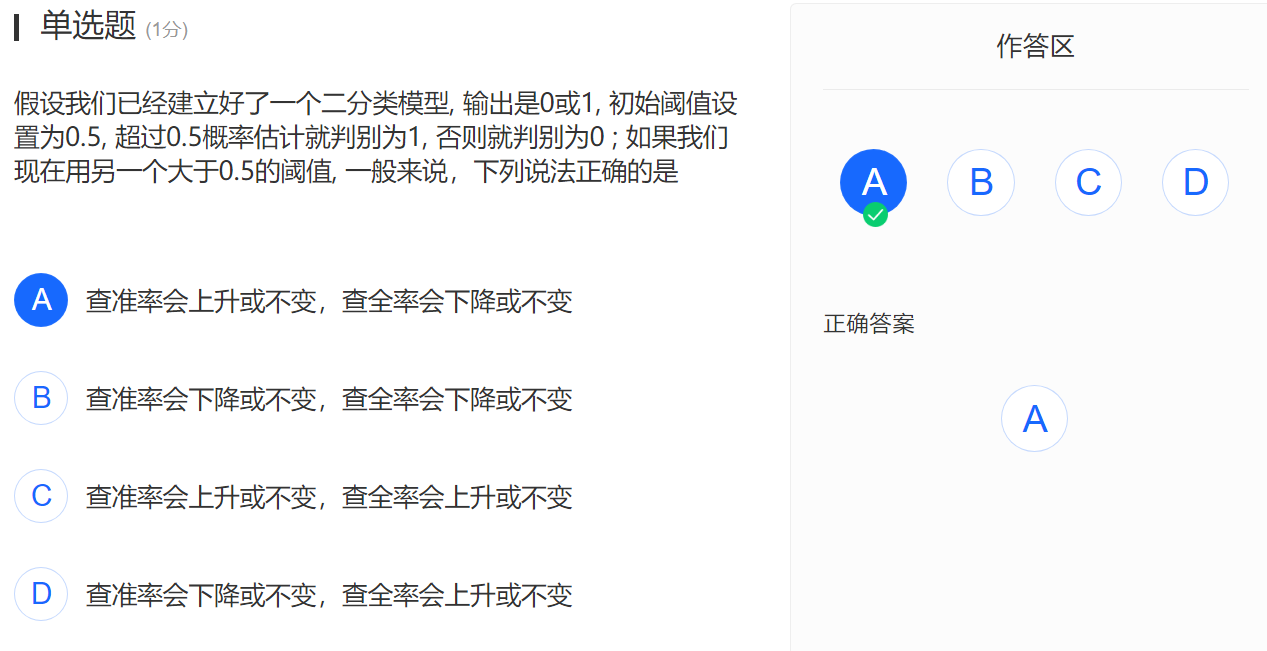 单选题 (1分)
假设我们已经建立好了一个二分类模型, 输出是0或1, 初始阈值设
置为0.5, 超过0.5概率估计就判别为1, 否则就判别为0 ; 如果我们
现在用另一个大于0.5的阈值, 一般来说，下列说法正确的是
A 查准率会上升或不变，查全率会下降或不变
B 查准率会下降或不变，查全率会下降或不变
C 查准率会上升或不变，查全率会上升或不变
D 查准率会下降或不变，查全率会上升或不变
作答区
A B C D
正确答案
A